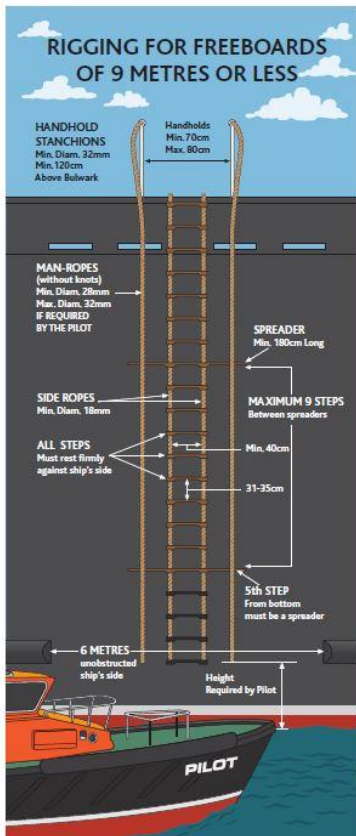 RIGGING FOR FREEBOARDS
OF 9 METRES OR LESS
HANDHOLD
STANCHIONS
Min. Diam. 32mm
Min. 120cm
Above Bulwark
Handholds
Min. 70cm
Max. 80cm
MAN-ROPES
(without knots)
Min. Diam. 28mm
Max. Diam. 32mm
IF REQUIRED
BY THE PILOT
SPREADER
Min. 180cm Long
SIDE ROPES
Min. Diam. 18mm
MAXIMUM 9 STEPS
Between spreaders
ALL STEPS
Must rest firmly
against ship's side
Min. 40cm
31-35cm
5th STEP
From bottom
must be a spreader
6 METRES
unobstructed
ship's side
Height
Required by Pilot
PILOT